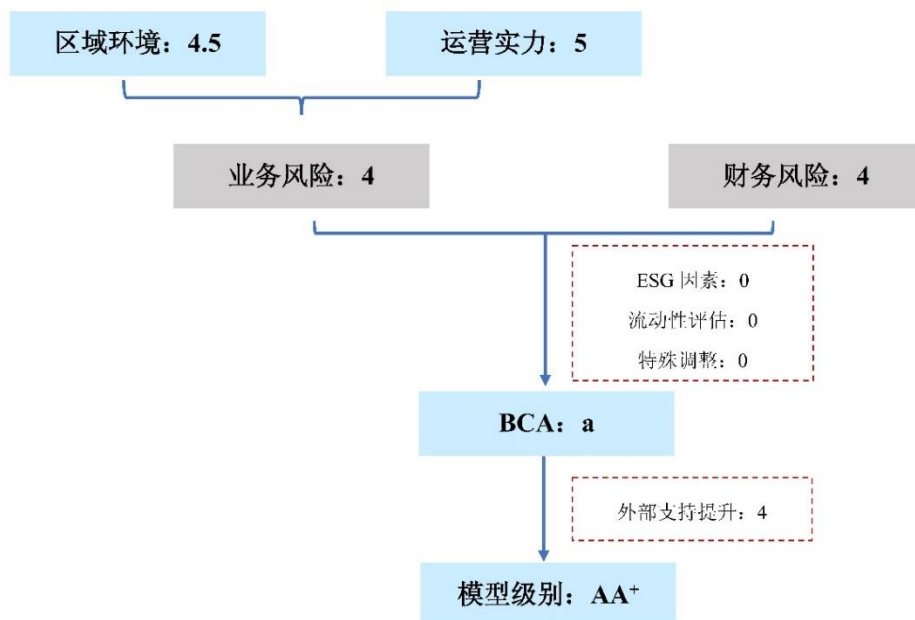 区域环境：4.5
运营实力：5
业务风险：4
财务风险：4
ESG 因素：0
流动性评估：0
特殊调整：0
BCA：a
外部支持提升：4
模型级别：AA⁺